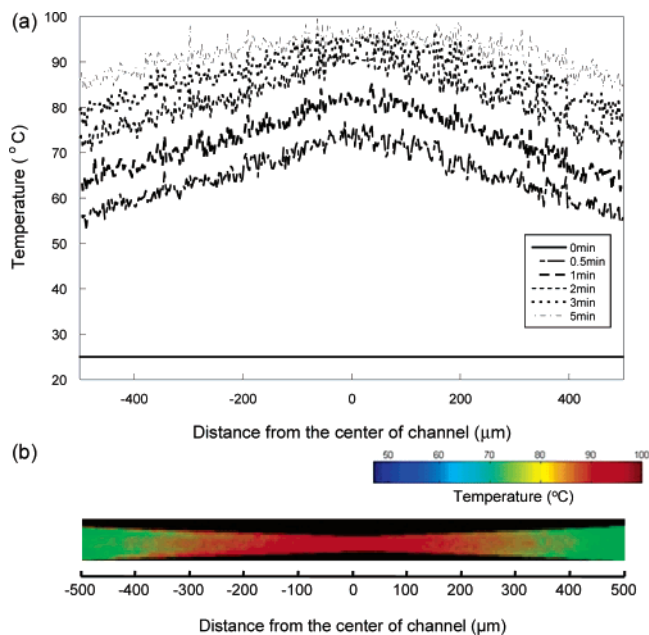 (a)
100
90
80
70
60
50
40
30
20
Temperature (°C)
0min
0.5min
1min
2min
3min
5min
-400 -200 0 200 400
Distance from the center of channel (µm)
(b)
50 60 70 80 90 100
Temperature (°C)
-500 -400 -300 -200 -100 0 100 200 300 400 500
Distance from the center of channel (µm)